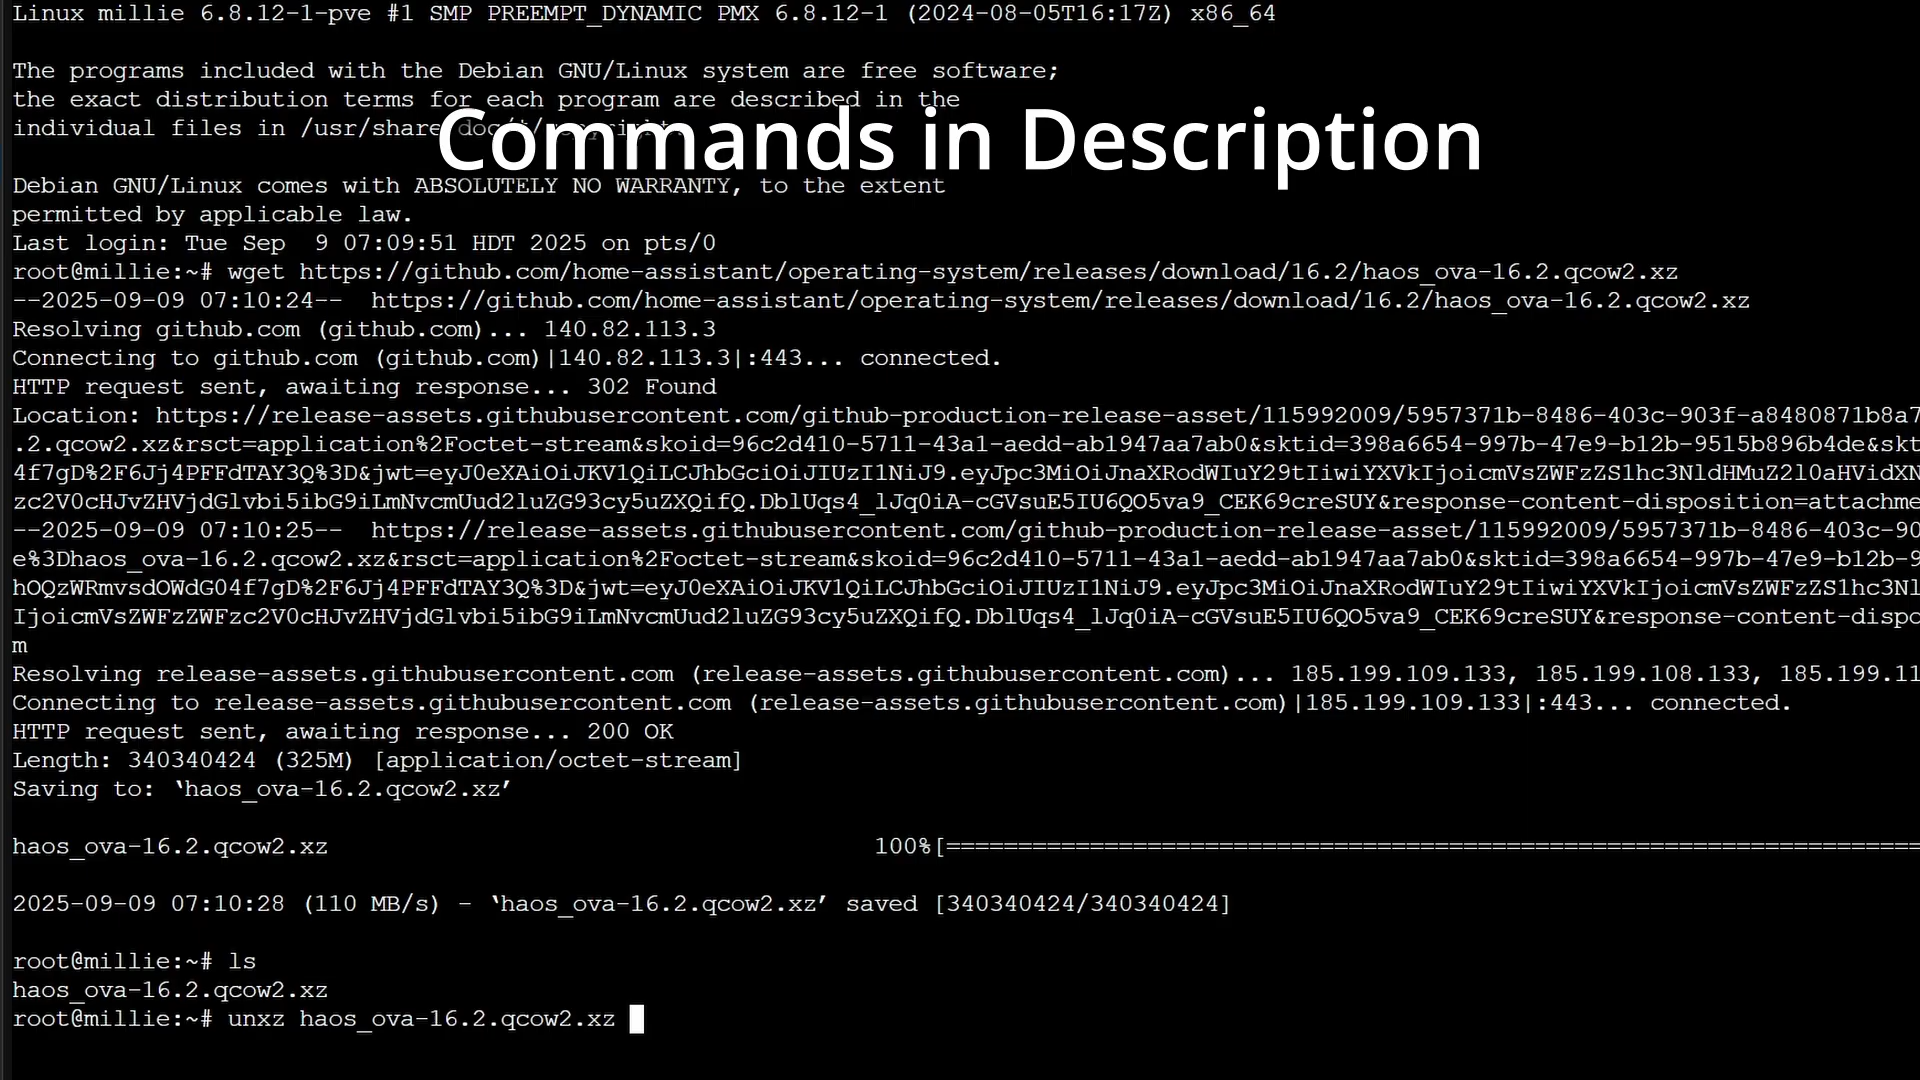 Linux millie 6.8.12-1-pve #1 SMP PREEMPT_DYNAMIC PMX 6.8.12-1 (2024-08-05T16:17Z) x86_64
The programs included with the Debian GNU/Linux system are free software;
the exact distribution terms for each program are described in the
individual files in /usr/share/doc/*/copyright.
Commands in Description
Debian GNU/Linux comes with ABSOLUTELY NO WARRANTY, to the extent
permitted by applicable law.
Last login: Tue Sep  9 07:09:51 HDT 2025 on pts/0
root@millie:~# wget https://github.com/home-assistant/operating-system/releases/download/16.2/haos_ova-16.2.qcow2.xz
--2025-09-09 07:10:24--  https://github.com/home-assistant/operating-system/releases/download/16.2/haos_ova-16.2.qcow2.xz
Resolving github.com (github.com)... 140.82.113.3
Connecting to github.com (github.com)|140.82.113.3|:443... connected.
HTTP request sent, awaiting response... 302 Found
Location: https://release-assets.githubusercontent.com/github-production-release-asset/115992009/5957371b-8486-403c-903f-a8480871b8a7
.2.qcow2.xz&rsct=application%2Foctet-stream&skoid=96c2d410-5711-43a1-aedd-ab1947aa7ab0&sktid=398a6654-997b-47e9-b12b-9515b896b4de&skt
4f7gD%2F6Jj4PFFdTAY3Q%3D&jwt=eyJ0eXAiOiJKV1QiLCJhbGciOiJIUzI1NiJ9.eyJpc3MiOiJnaXRodWIuY29tIiwiYXVkIjoicmVsZWFzZS1hc3NldHMuZ2l0aHVidXN
zc2V0cHJvZHVjdGlvbi5ibG9iLmNvcmUud2luZG93cy5uZXQifQ.DblUqs4_lJq0iA-cGVsuE5IU6QO5va9_CEK69creSUY&response-content-disposition=attachme
--2025-09-09 07:10:25--  https://release-assets.githubusercontent.com/github-production-release-asset/115992009/5957371b-8486-403c-90
e%3Dhaos_ova-16.2.qcow2.xz&rsct=application%2Foctet-stream&skoid=96c2d410-5711-43a1-aedd-ab1947aa7ab0&sktid=398a6654-997b-47e9-b12b-9
hOQzWRmvsdOWdG04f7gD%2F6Jj4PFFdTAY3Q%3D&jwt=eyJ0eXAiOiJKV1QiLCJhbGciOiJIUzI1NiJ9.eyJpc3MiOiJnaXRodWIuY29tIiwiYXVkIjoicmVsZWFzZS1hc3Nl
IjoicmVsZWFzZWFzc2V0cHJvZHVjdGlvbi5ibG9iLmNvcmUud2luZG93cy5uZXQifQ.DblUqs4_lJq0iA-cGVsuE5IU6QO5va9_CEK69creSUY&response-content-dispo
m
Resolving release-assets.githubusercontent.com (release-assets.githubusercontent.com)... 185.199.109.133, 185.199.108.133, 185.199.11
Connecting to release-assets.githubusercontent.com (release-assets.githubusercontent.com)|185.199.109.133|:443... connected.
HTTP request sent, awaiting response... 200 OK
Length: 340340424 (325M) [application/octet-stream]
Saving to: ‘haos_ova-16.2.qcow2.xz’
haos_ova-16.2.qcow2.xz 100%[====================================================================
2025-09-09 07:10:28 (110 MB/s) - ‘haos_ova-16.2.qcow2.xz’ saved [340340424/340340424]
root@millie:~# ls
haos_ova-16.2.qcow2.xz
root@millie:~# unxz haos_ova-16.2.qcow2.xz